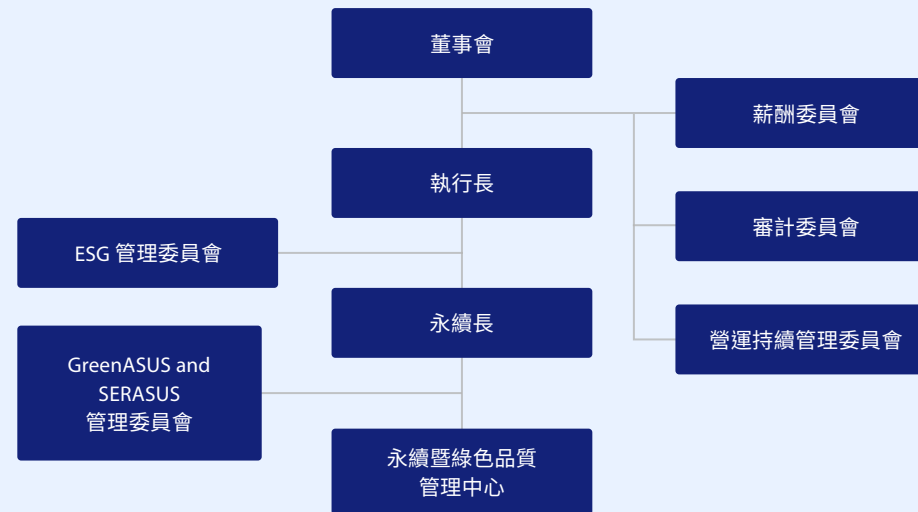 董事會
薪酬委員會
執行長
審計委員會
ESG 管理委員會
永續長
營運持續管理委員會
GreenASUS and
SERASUS
管理委員會
永續暨綠色品質
管理中心